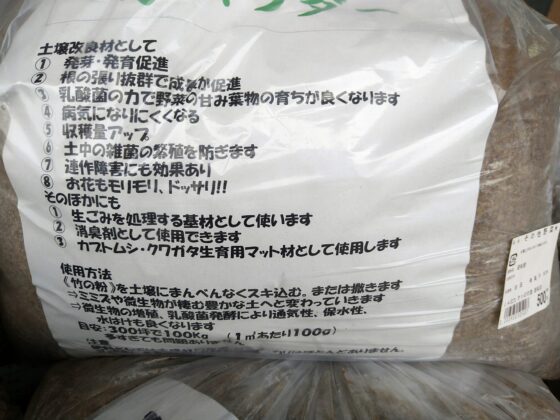 土壌改良材として
① 発芽・発育促進
② 根の張り抜群で成長が促進
③ 乳酸菌の力で野菜の甘み葉物の育ちが良くなります
④ 病気になりにくくなる
⑤ 収穫量アップ
⑥ 土中の雑菌の繁殖を防ぎます
⑦ 連作障害にも効果あり
⑧ お花もモリモリ、ドッサリ!!
そのほかにも
① 生ごみを処理する基材として使います
② 消臭剤として使用できます
③ カブトムシ・クワガタ生育用マット材として使用します
使用方法
《竹の粉》を土壌にまんべんなくスキ込む。または撒きます
⇒ミミズや微生物が棲む豊かな土へと変わっていきます
⇒微生物の増殖、乳酸菌発酵により通気性、保水性、
水はけも良くなります
目安:300坪で100Kg (1㎡あたり100g)
多すぎても問題ありません